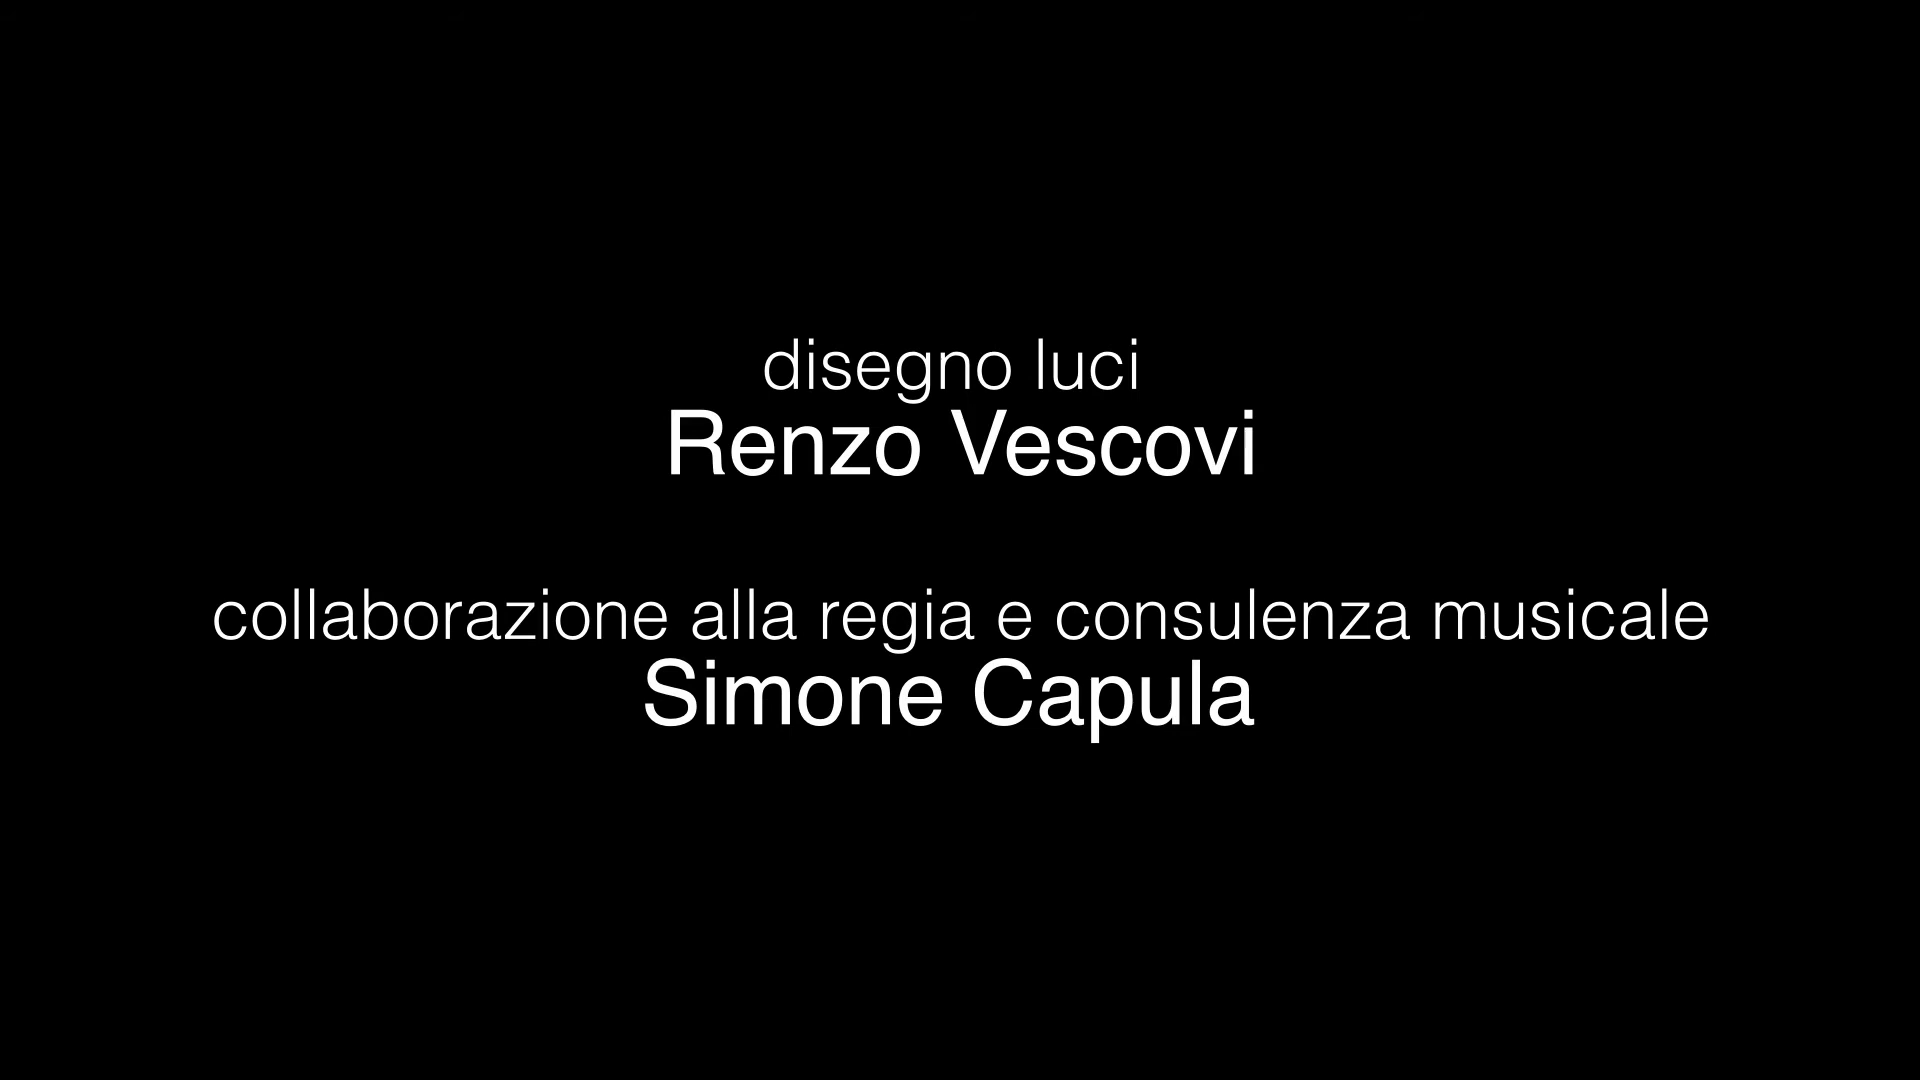 disegno luci
Renzo Vescovi
collaborazione alla regia e consulenza musicale
Simone Capula